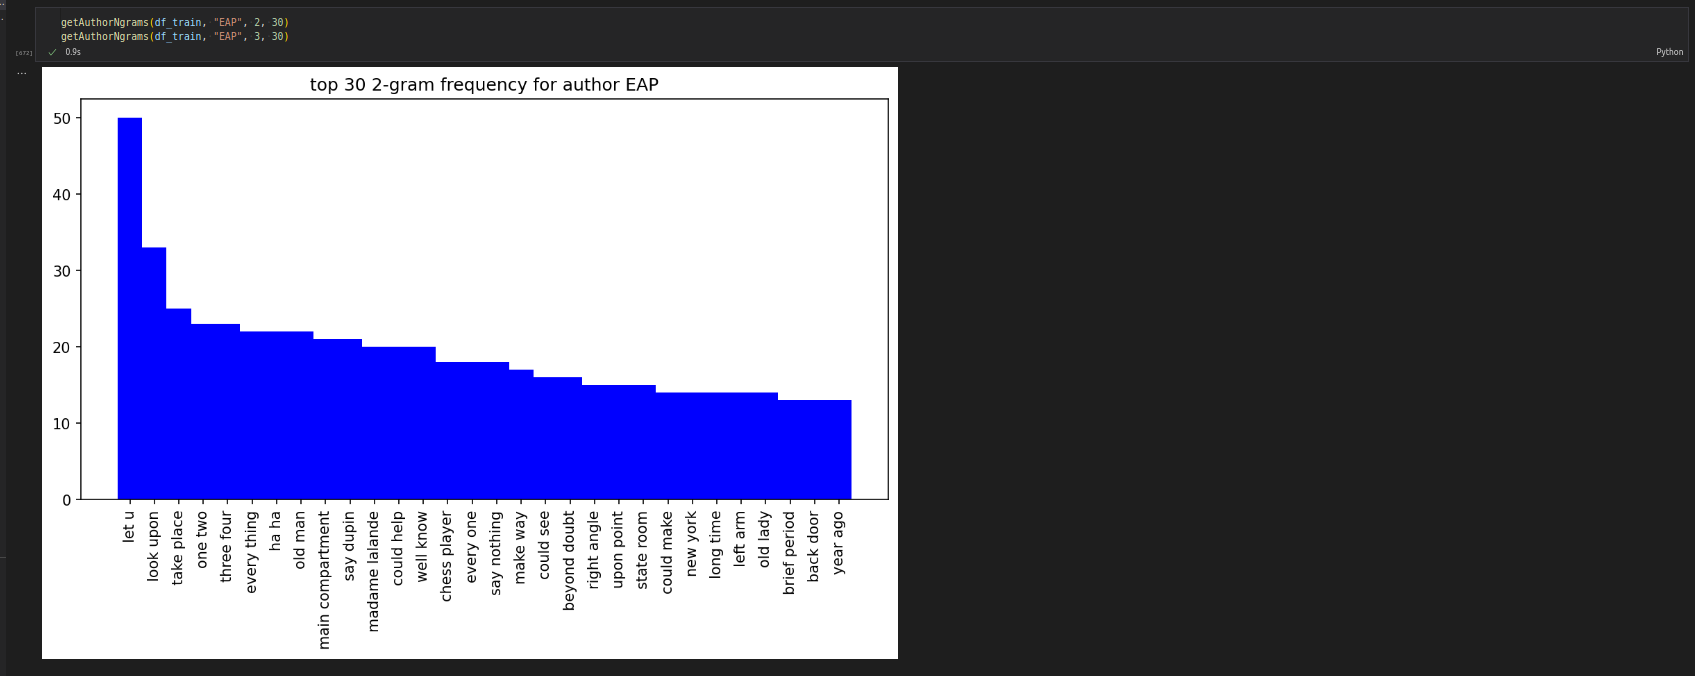 getAuthorNgrams(df_train, "EAP", 2, 30)
getAuthorNgrams(df_train, "EAP", 3, 30)
[672]
✓ 0.9s
Python
...
top 30 2-gram frequency for author EAP
50
40
30
20
10
0
let u
look upon
take place
one two
three four
every thing
ha ha
old man
main compartment
say dupin
madame lalande
could help
well know
chess player
every one
say nothing
make way
could see
beyond doubt
right angle
upon point
state room
could make
new york
long time
left arm
old lady
brief period
back door
year ago